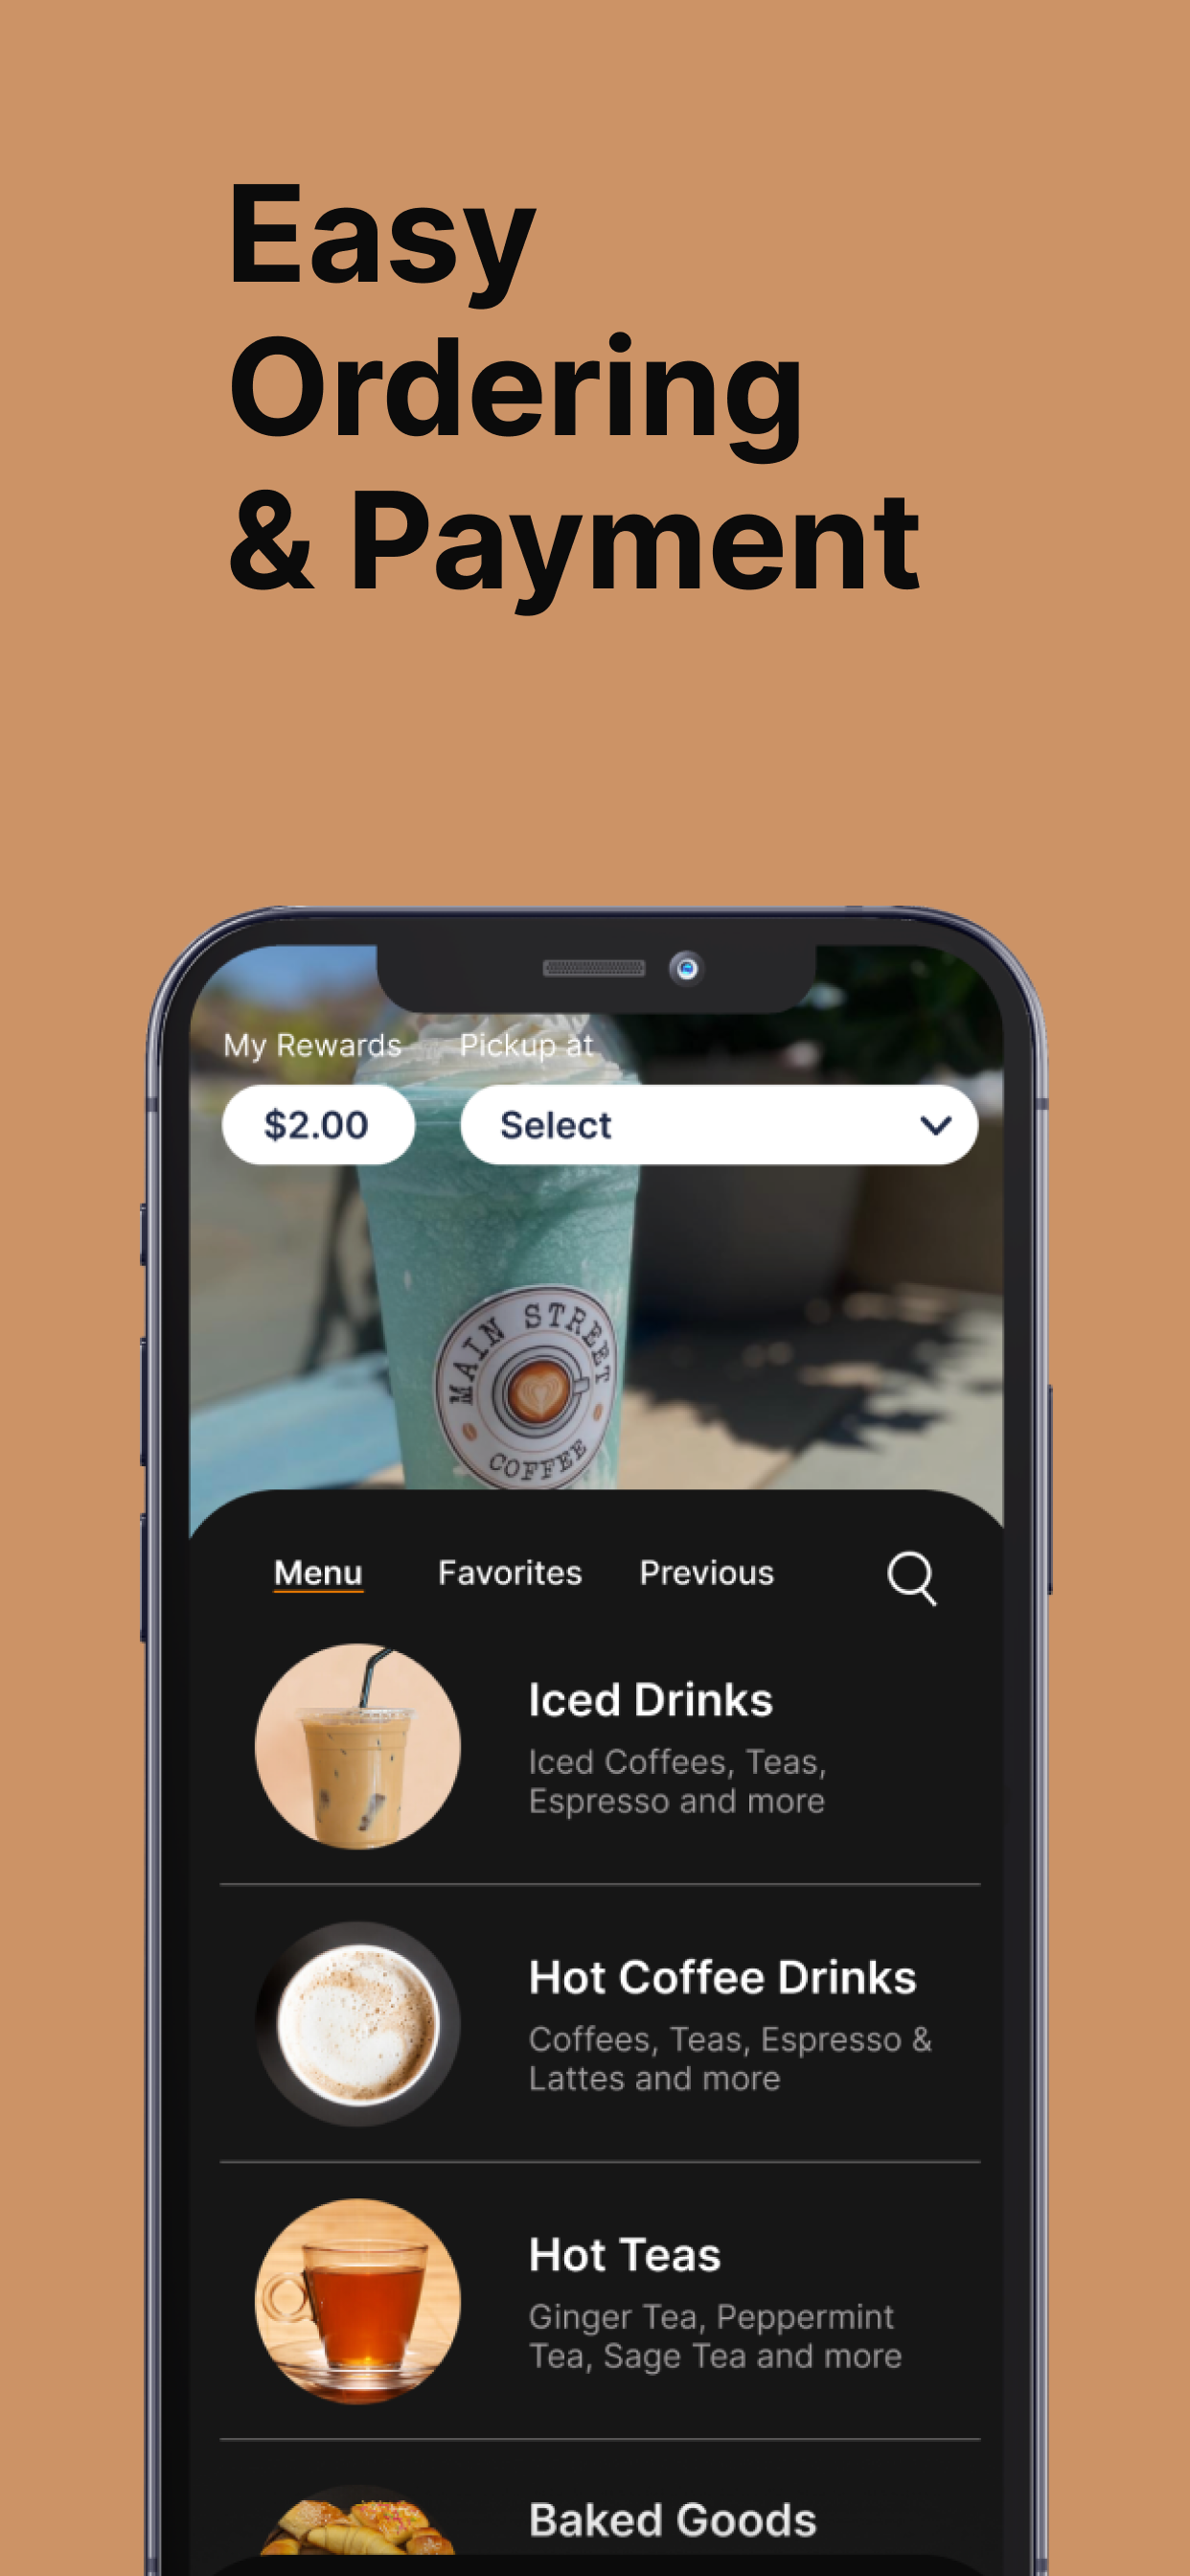 Easy
Ordering
& Payment
My Rewards
Pickup at
$2.00
Select
MAIN STREET
COFFEE
Menu
Favorites
Previous
Iced Drinks
Iced Coffees, Teas,
Espresso and more
Hot Coffee Drinks
Coffees, Teas, Espresso &
Lattes and more
Hot Teas
Ginger Tea, Peppermint
Tea, Sage Tea and more
Baked Goods